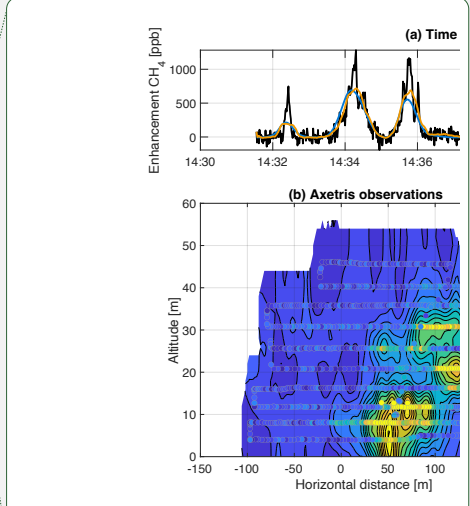 (a) Time
Enhancement CH4 [ppb]
1000
500
0
14:30 14:32 14:34 14:36
(b) Axetris observations
Altitude [m]
60
50
40
30
20
10
0
-150 -100 -50 0 50 100
Horizontal distance [m]